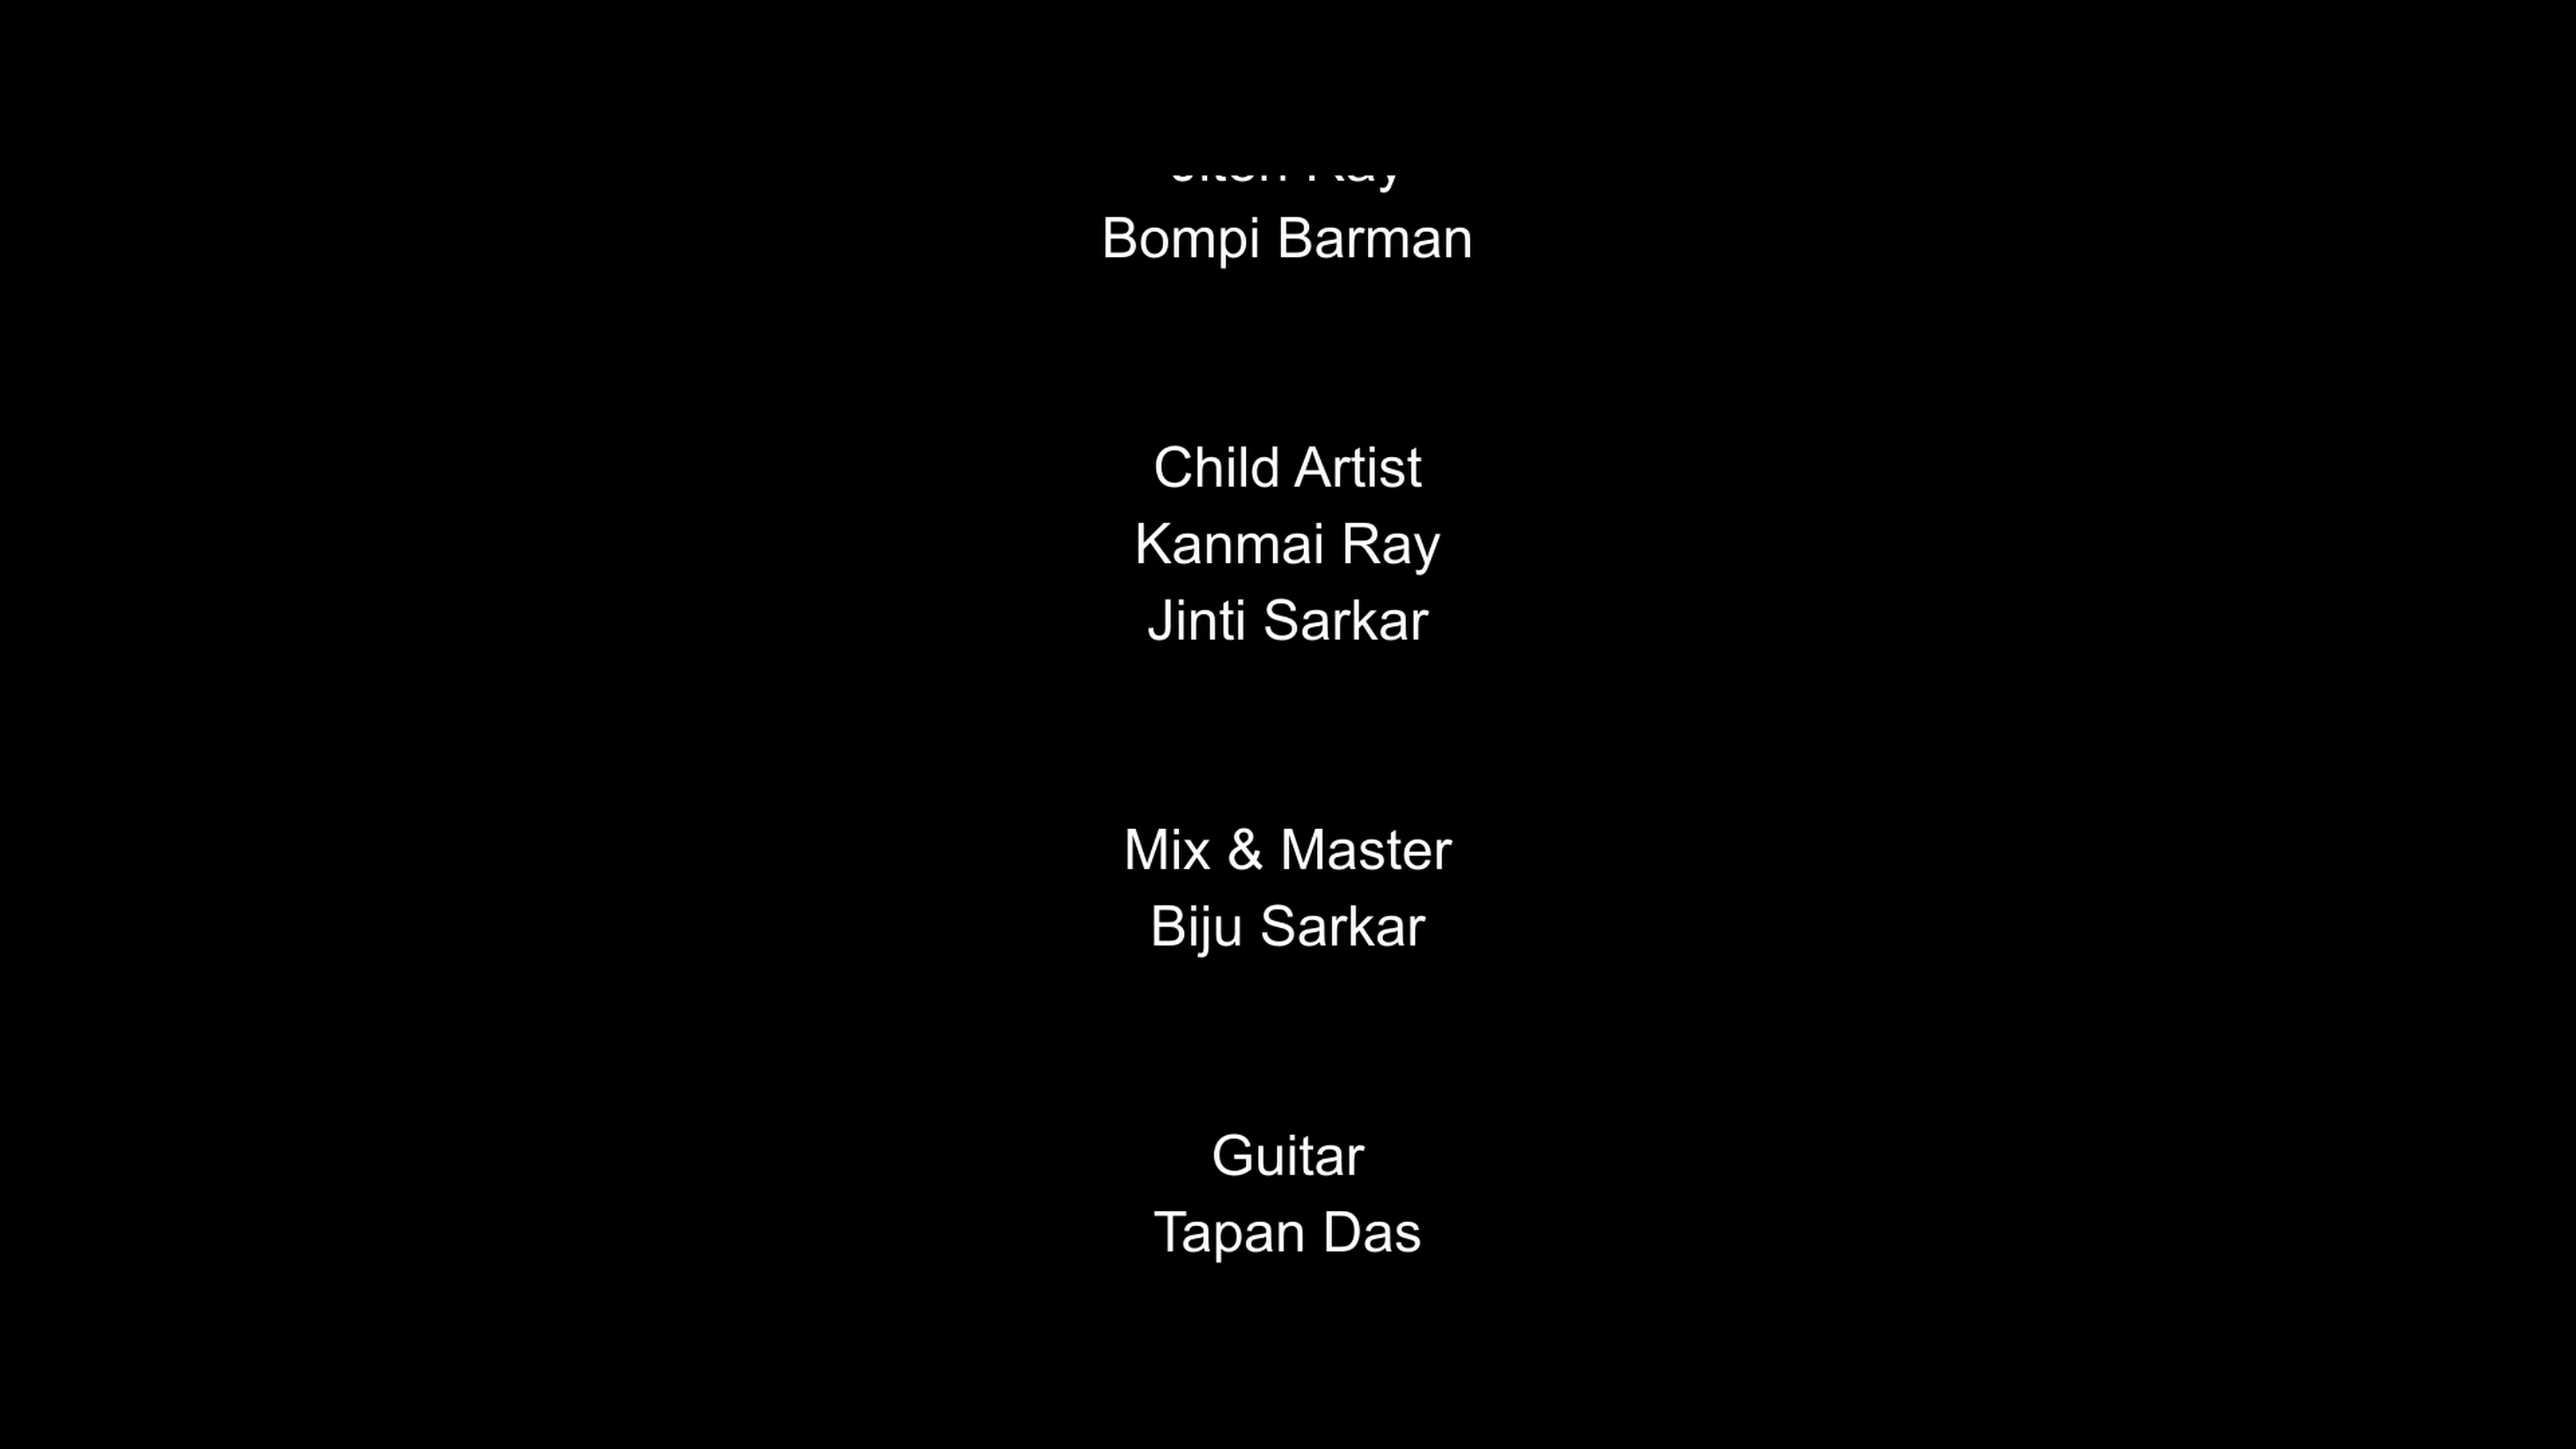 Bompi Barman
Child Artist
Kanmai Ray
Jinti Sarkar
Mix & Master
Biju Sarkar
Guitar
Tapan Das